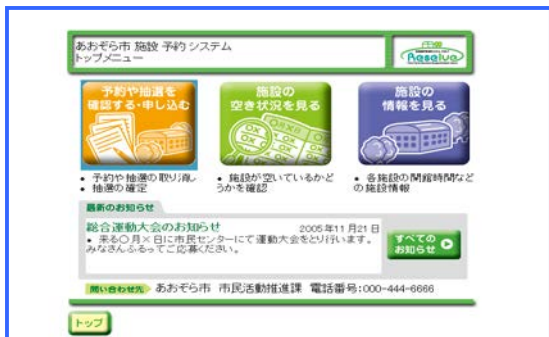 あおぞら市 施設 予約 システム
トップメニュー
Reselve
予約や抽選を
確認する・申し込む
施設の
空き状況を見る
施設の
情報を見る
• 予約や抽選の取り消し
• 抽選の確定
• 施設が空いているかど
うかを確認
• 各施設の開館時間など
の施設情報
最新のお知らせ
総合運動大会のお知らせ 2005年11月21日
• 来る〇月×日に市民センターにて運動大会をとり行います。
みなさんふるってご応募ください。
すべての
お知らせ
問い合わせ先 あおぞら市 市民活動推進課 電話番号:000-444-6666
トップ